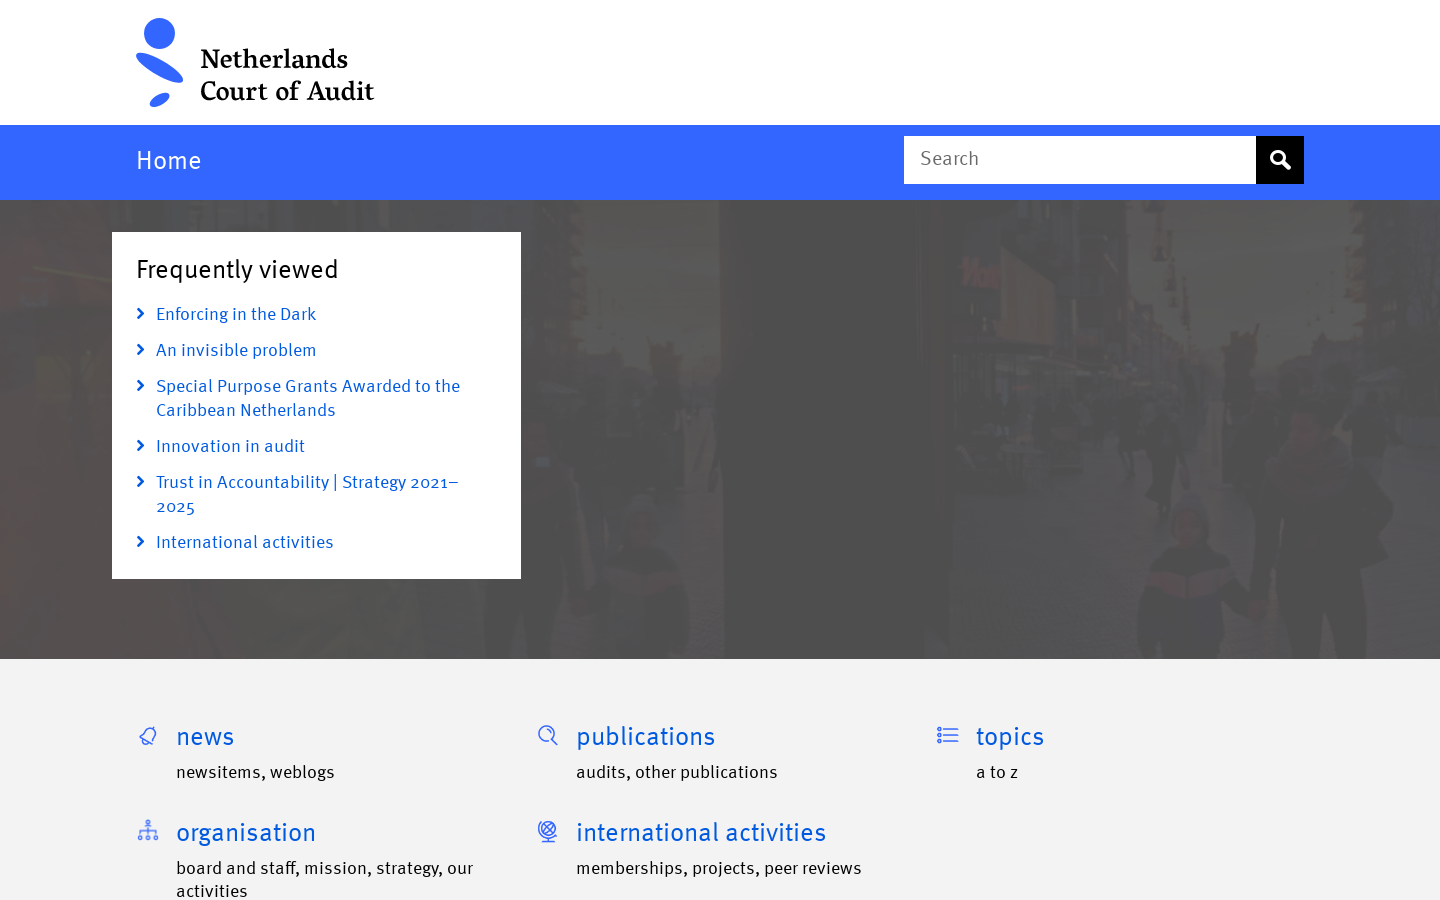 Netherlands
Court of Audit
Home
Search
Frequently viewed
Enforcing in the Dark
An invisible problem
Special Purpose Grants Awarded to the
Caribbean Netherlands
Innovation in audit
Trust in Accountability | Strategy 2021–
2025
International activities
news
newsitems, weblogs
publications
audits, other publications
topics
a to z
organisation
board and staff, mission, strategy, our
activities
international activities
memberships, projects, peer reviews